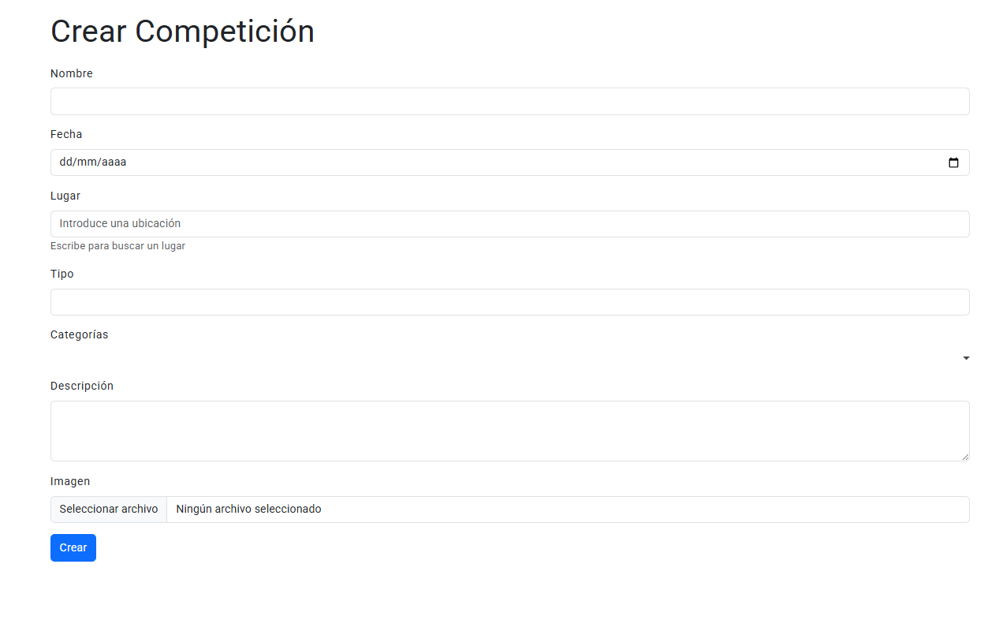 Crear Competición
Nombre
Fecha
dd/mm/aaaa
Lugar
Introduce una ubicación
Escribe para buscar un lugar
Tipo
Categorías
Descripción
Imagen
Seleccionar archivo Ningún archivo seleccionado
Crear